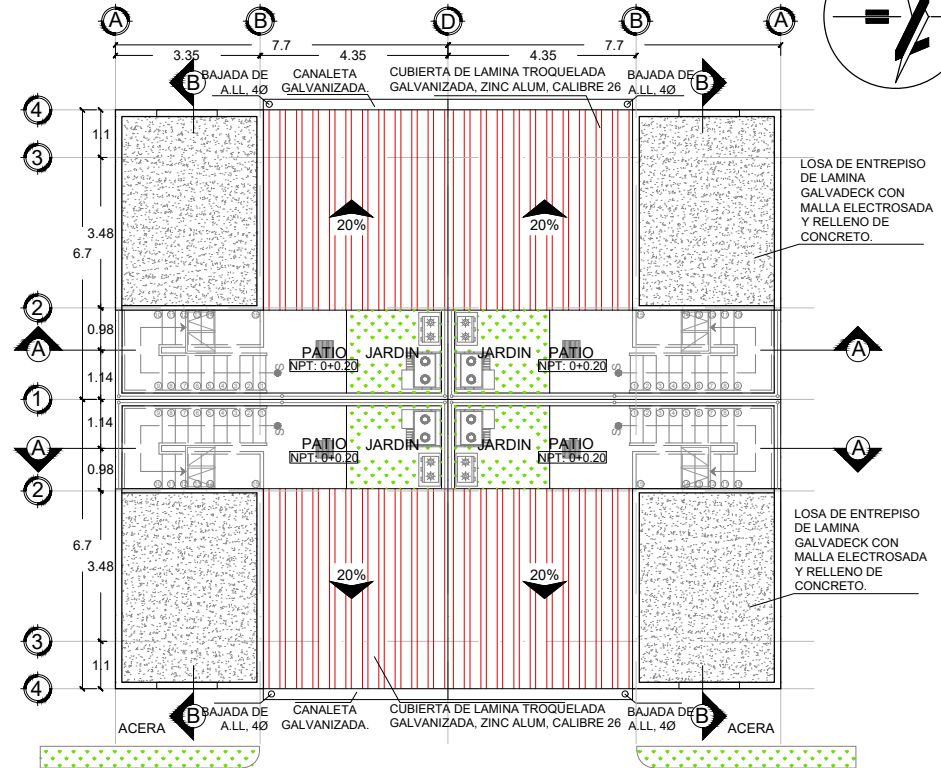 A B D B A
7.7 7.7
3.35 4.35 4.35
B BAJADA DE
A.LL, 4Ø
CANALETA
GALVANIZADA.
CUBIERTA DE LAMINA TROQUELADA
GALVANIZADA, ZINC ALUM, CALIBRE 26
BAJADA DE
A.LL, 4Ø
B
4
1.1
3
LOSA DE ENTREPISO
DE LAMINA
GALVADECK CON
MALLA ELECTROSADA
Y RELLENO DE
CONCRETO.
20% 20%
3.48
6.7
2
0.98
A A
PATIO JARDIN JARDIN PATIO
NPT: 0+0.20 NPT: 0+0.20
1.14
1
1.14
PATIO JARDIN JARDIN PATIO
NPT: 0+0.20 NPT: 0+0.20
A A
0.98
2
LOSA DE ENTREPISO
DE LAMINA
GALVADECK CON
MALLA ELECTROSADA
Y RELLENO DE
CONCRETO.
6.7
3.48
20% 20%
3
1.1
4
ACERA
B BAJADA DE
A.LL, 4Ø
CANALETA
GALVANIZADA.
CUBIERTA DE LAMINA TROQUELADA
GALVANIZADA, ZINC ALUM, CALIBRE 26
BAJADA DE
A.LL, 4Ø
B
ACERA